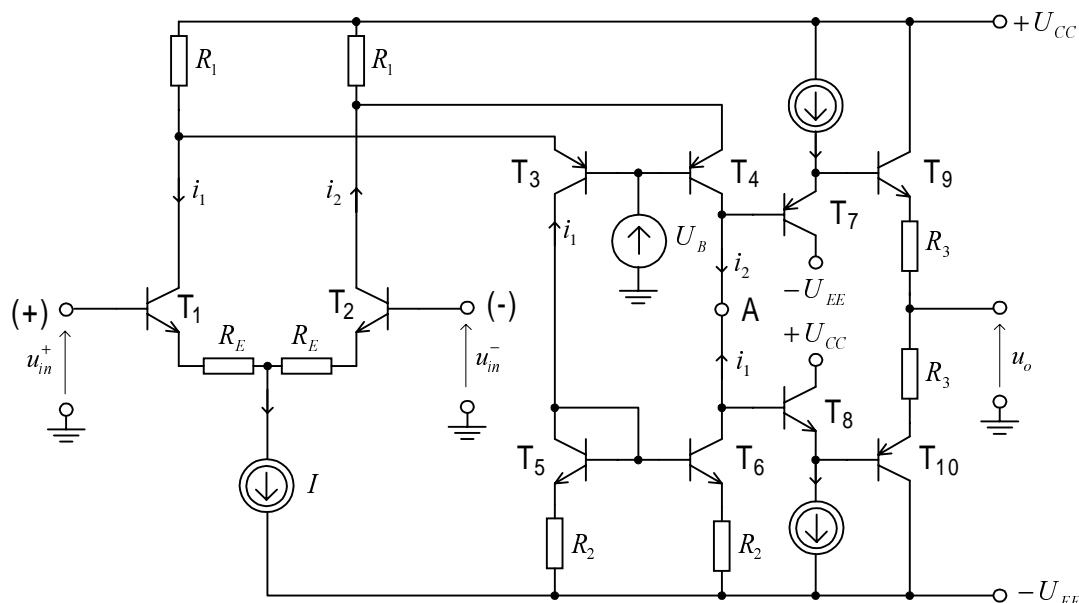 +U_CC
R_1
R_1
T_3
T_4
T_9
i_1
i_2
T_7
i_1
U_B
R_3
i_2
-U_EE
(+)
T_1
T_2
(-)
A
+U_CC
u_in^+
R_E
R_E
u_in^-
i_1
R_3
u_o
T_8
T_5
T_6
T_10
I
R_2
R_2
-U_EE